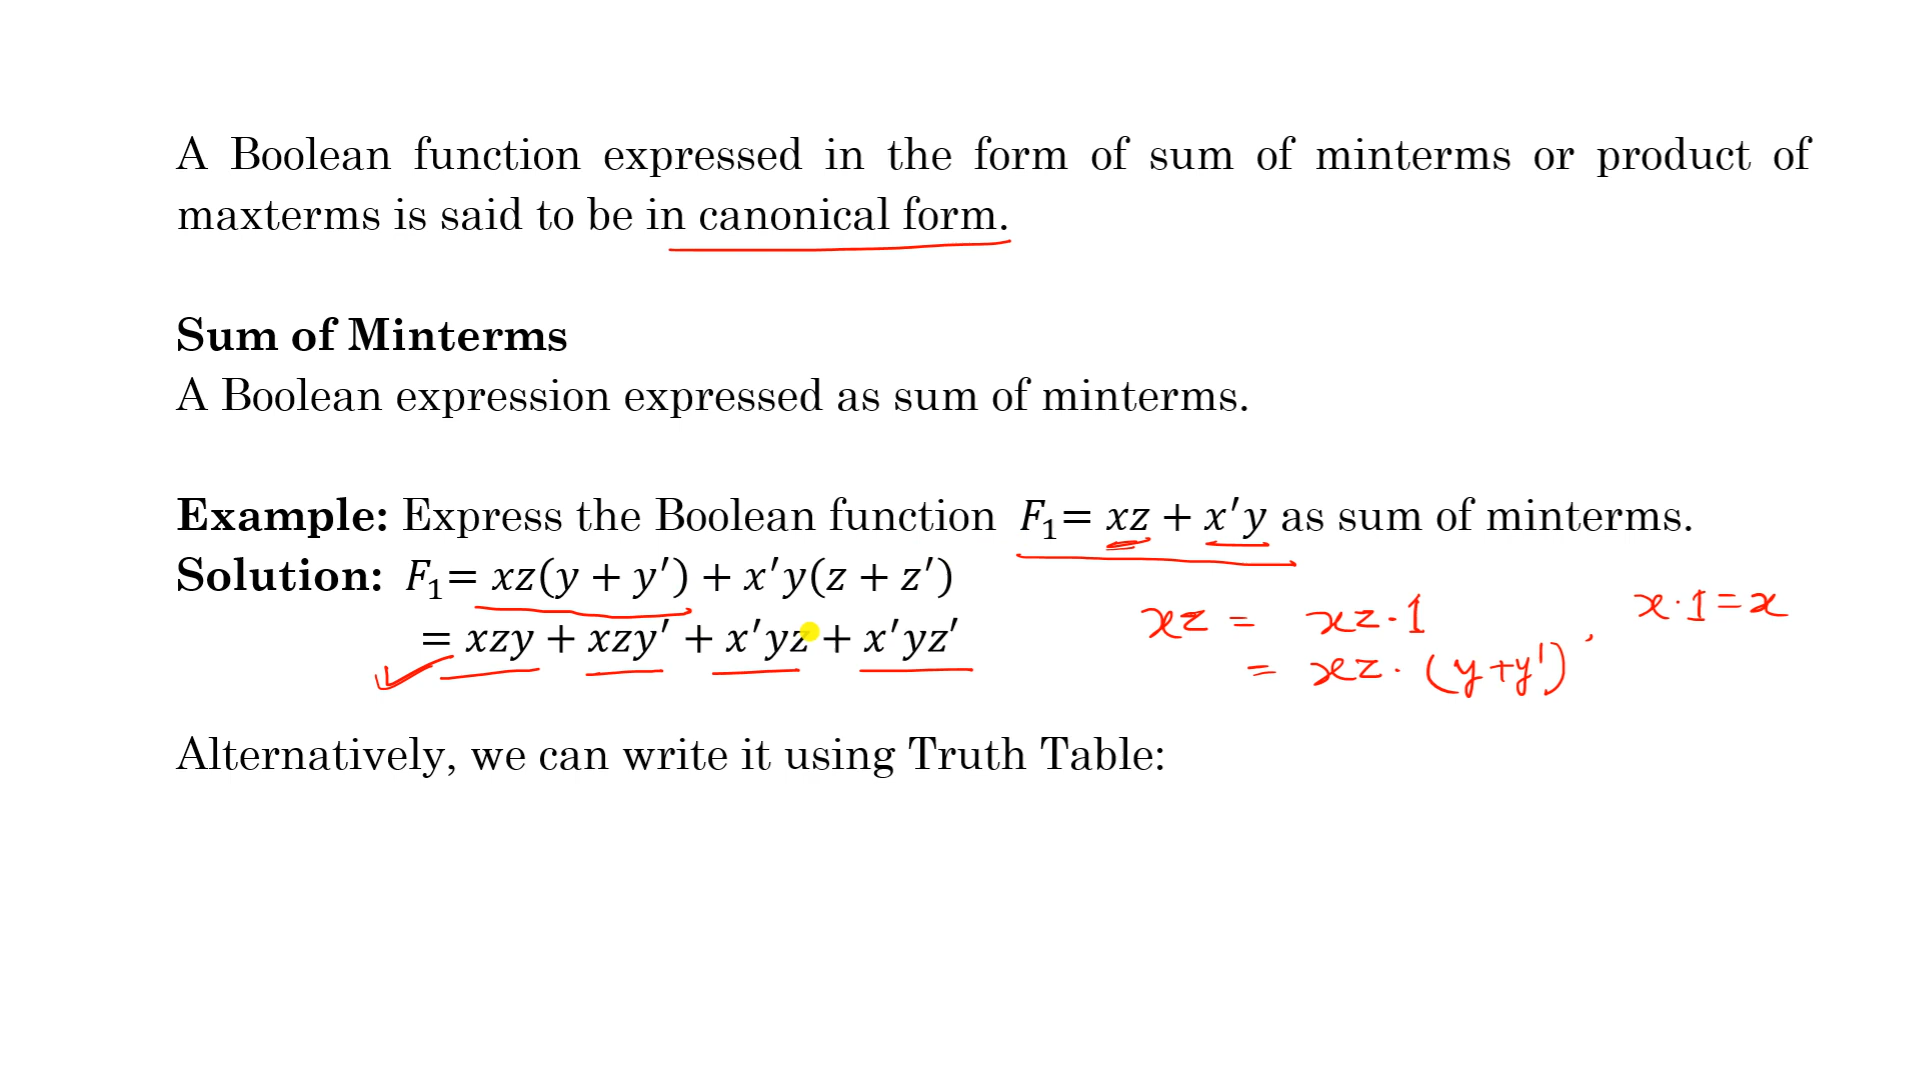 A Boolean function expressed in the form of sum of minterms or product of
maxterms is said to be in canonical form.
Sum of Minterms
A Boolean expression expressed as sum of minterms.
Example: Express the Boolean function F₁= xz + x′y as sum of minterms.
Solution: F₁= xz(y + y′) + x′y(z + z′)
= xzy + xzy′ + x′yz + x′yz′
xz = xz·1 , x·1=x
= xz·(y+y')
Alternatively, we can write it using Truth Table: